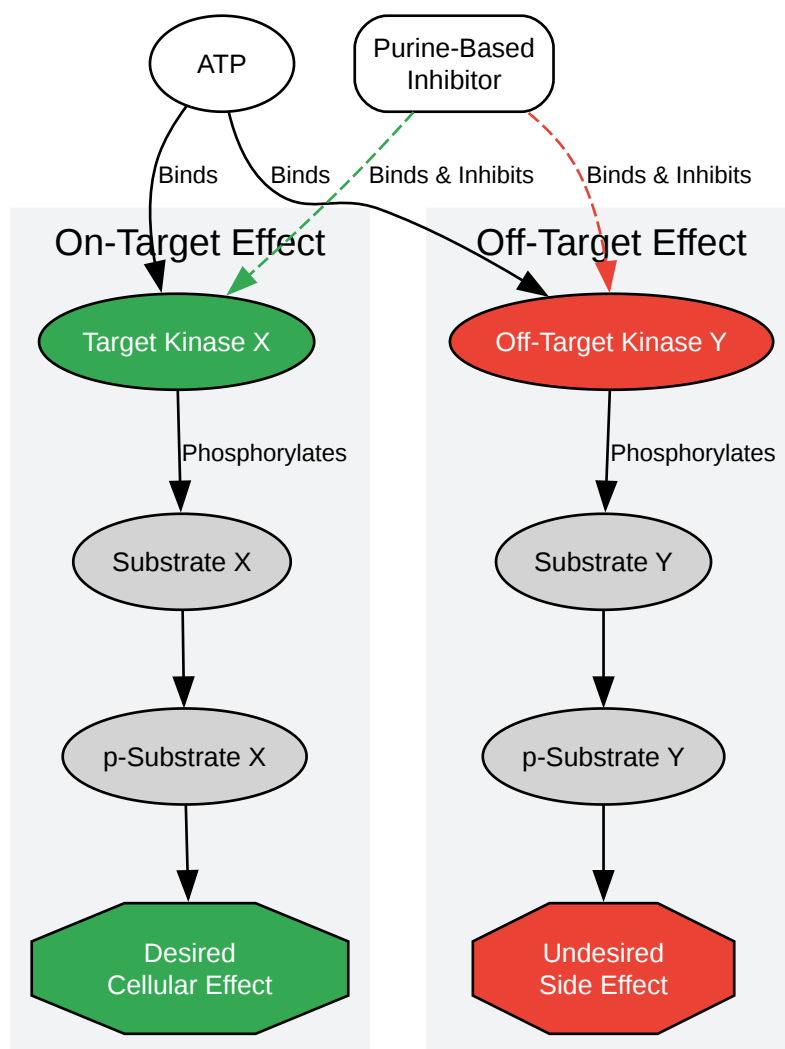 ATP
Purine-Based
Inhibitor
Binds
Binds
Binds & Inhibits
Binds & Inhibits
On-Target Effect
Off-Target Effect
Target Kinase X
Off-Target Kinase Y
Phosphorylates
Phosphorylates
Substrate X
Substrate Y
p-Substrate X
p-Substrate Y
Desired
Cellular Effect
Undesired
Side Effect